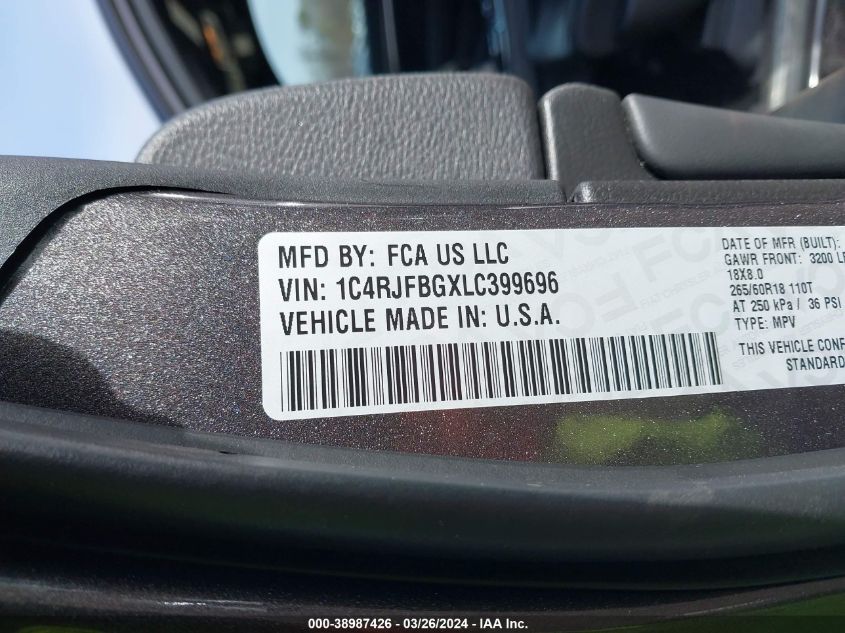 MFD BY: FCA US LLC
VIN: 1C4RJFBGXLC399696
VEHICLE MADE IN: U.S.A.
DATE OF MFR (BUILT):
GAWR FRONT: 3200 L
18X8.0
265/60R18 110T
AT 250 kPa / 36 PSI
TYPE: MPV
THIS VEHICLE CONF
STANDARD
000-38987426 - 03/26/2024 - IAA Inc.